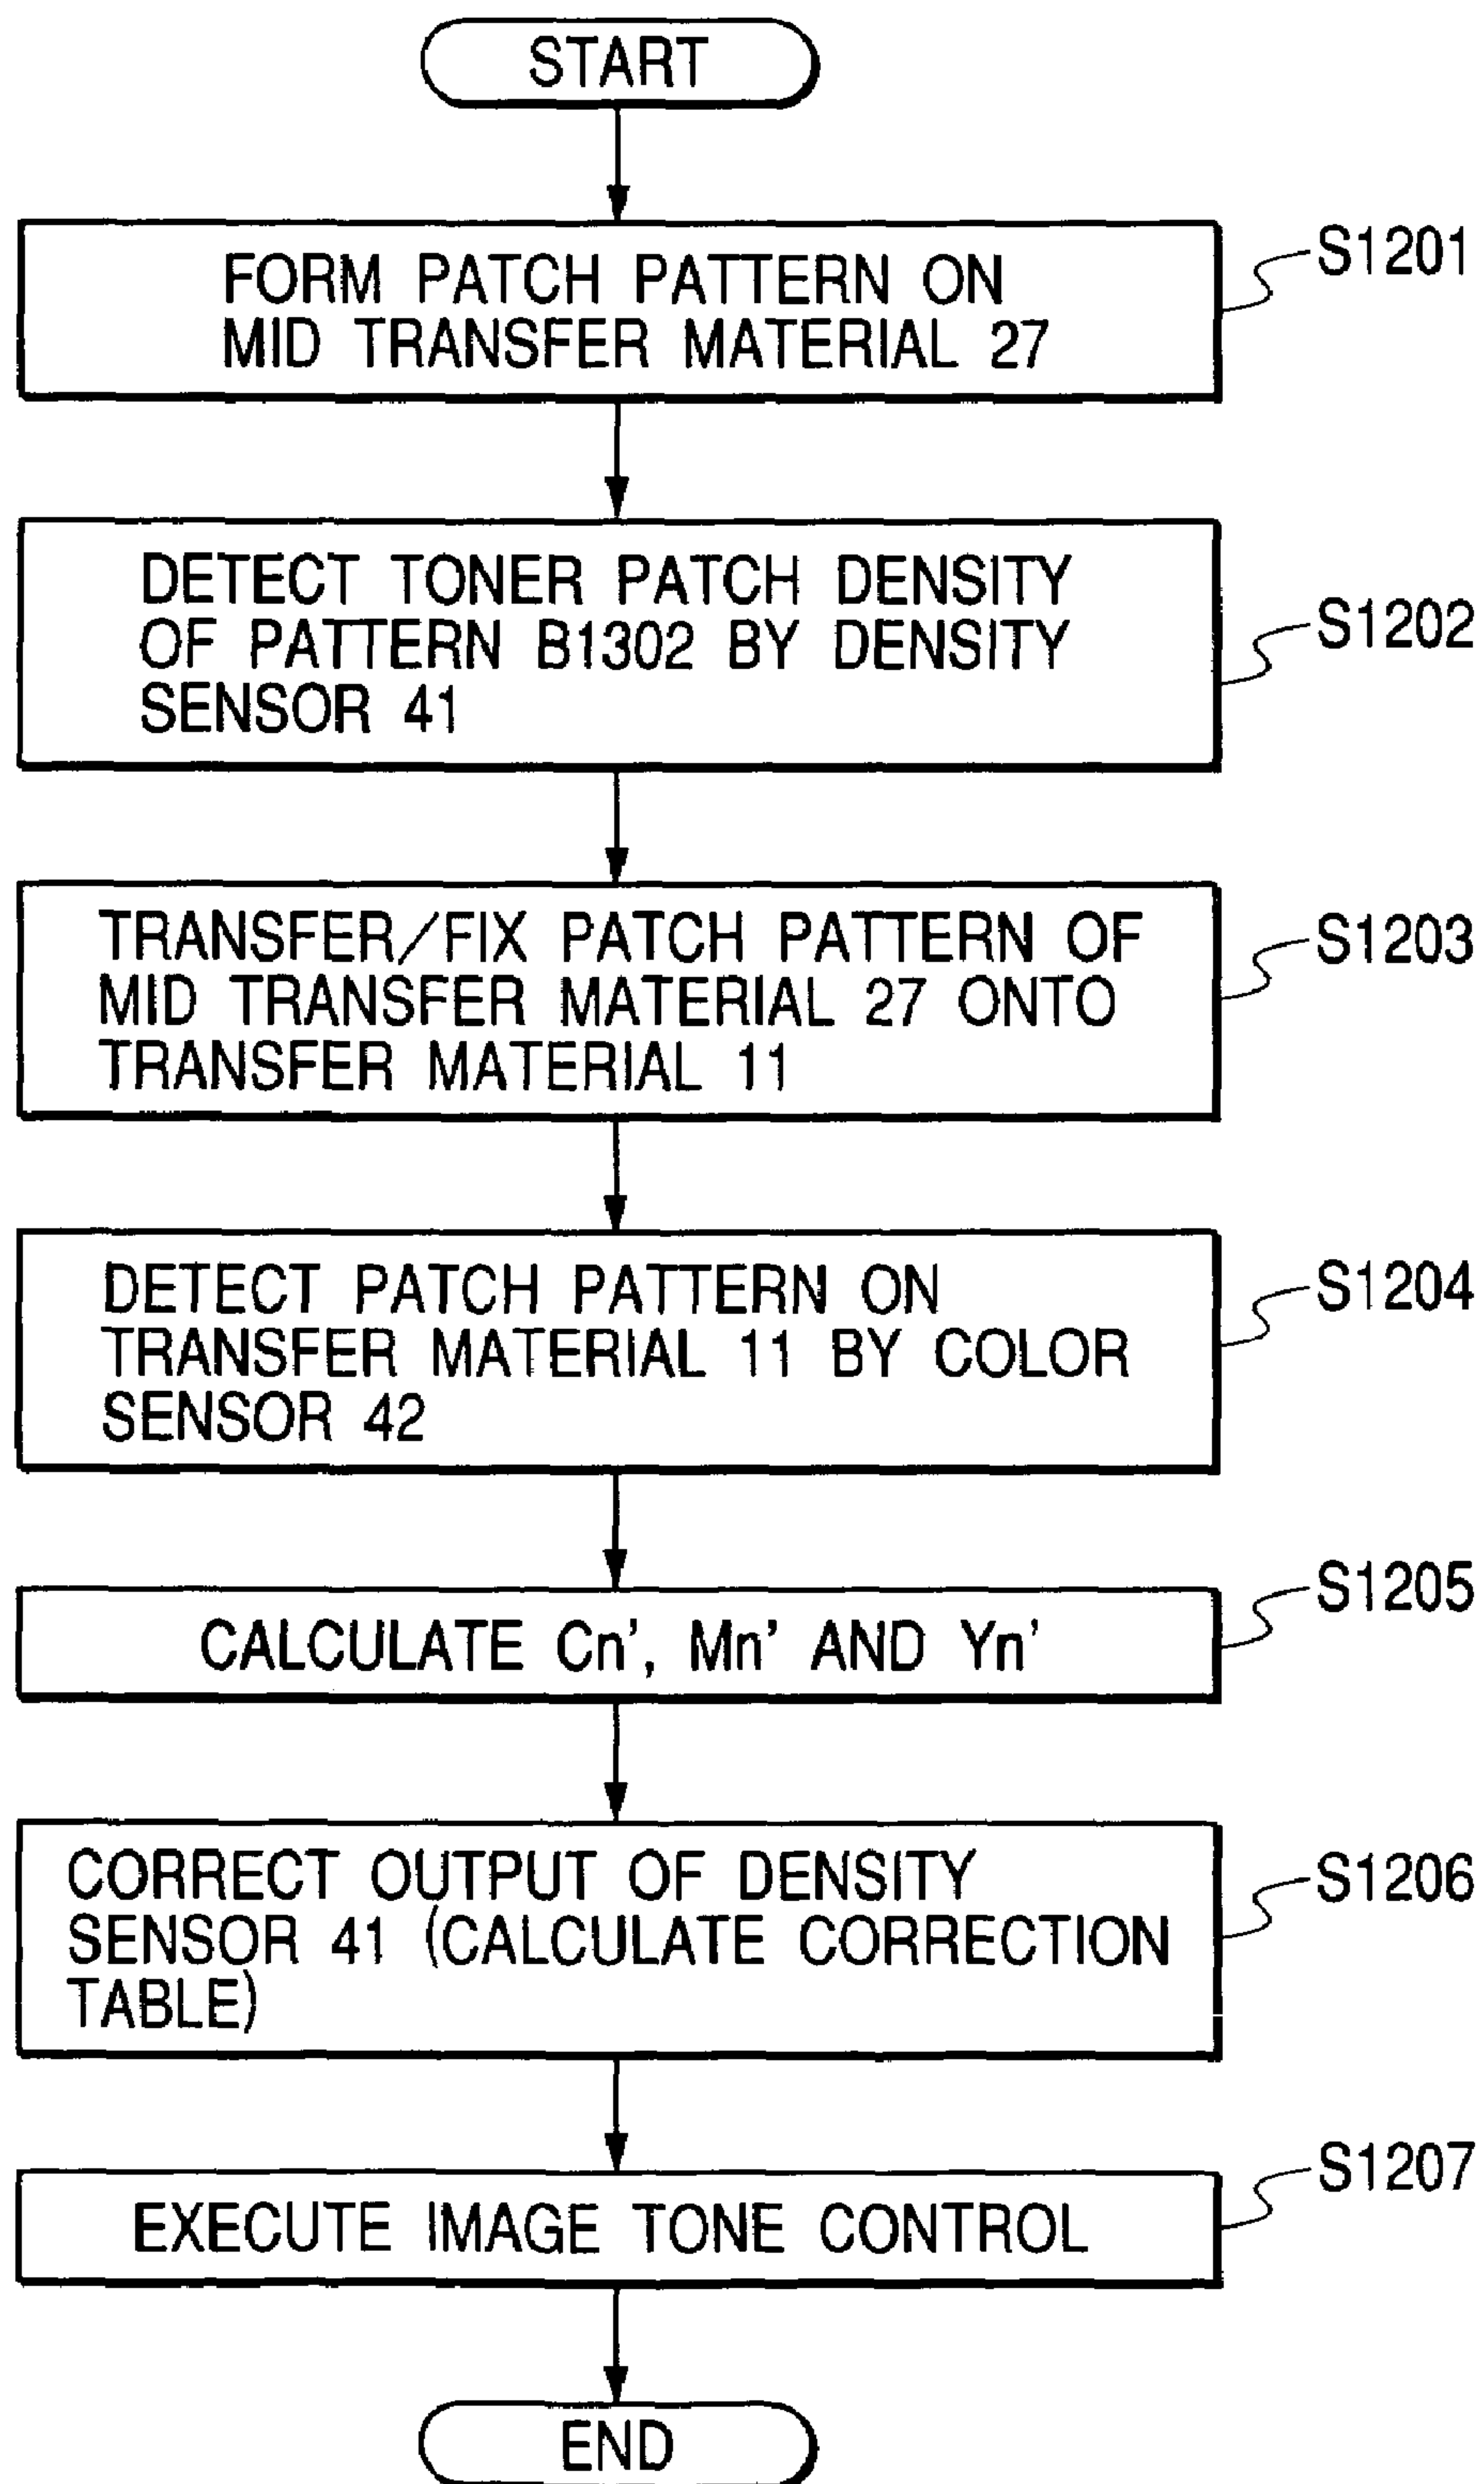 START
FORM PATCH PATTERN ON
MID TRANSFER MATERIAL 27
S1201
DETECT TONER PATCH DENSITY
OF PATTERN B1302 BY DENSITY
SENSOR 41
S1202
TRANSFER/FIX PATCH PATTERN OF
MID TRANSFER MATERIAL 27 ONTO
TRANSFER MATERIAL 11
S1203
DETECT PATCH PATTERN ON
TRANSFER MATERIAL 11 BY COLOR
SENSOR 42
S1204
CALCULATE Cn', Mn' AND Yn'
S1205
CORRECT OUTPUT OF DENSITY
SENSOR 41 (CALCULATE CORRECTION
TABLE)
S1206
EXECUTE IMAGE TONE CONTROL
S1207
END